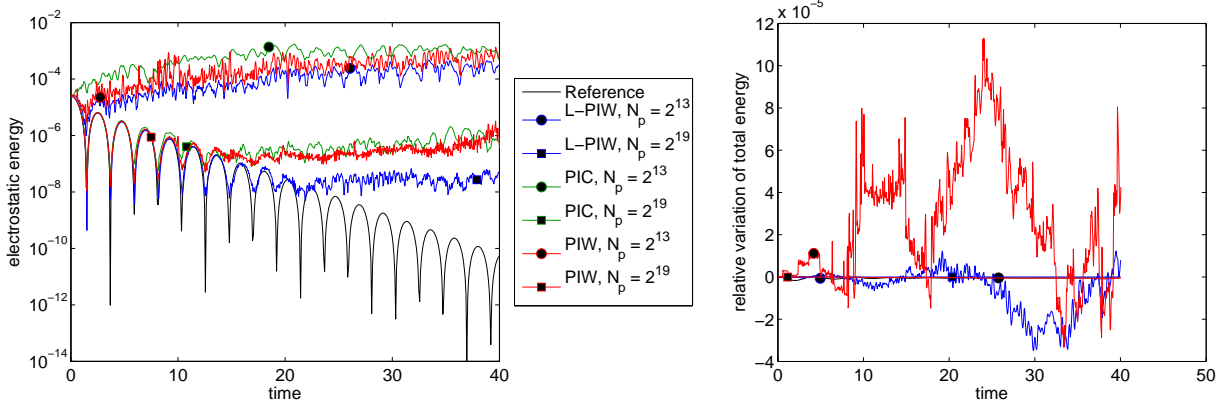 10^−2
10^−4
10^−6
10^−8
10^−10
10^−12
10^−14
electrostatic energy
0 10 20 30 40
time
Reference
L−PIW, N_p = 2^13
L−PIW, N_p = 2^19
PIC, N_p = 2^13
PIC, N_p = 2^19
PIW, N_p = 2^13
PIW, N_p = 2^19
x 10^−5
12
10
8
6
4
2
0
−2
−4
relative variation of total energy
0 10 20 30 40 50
time